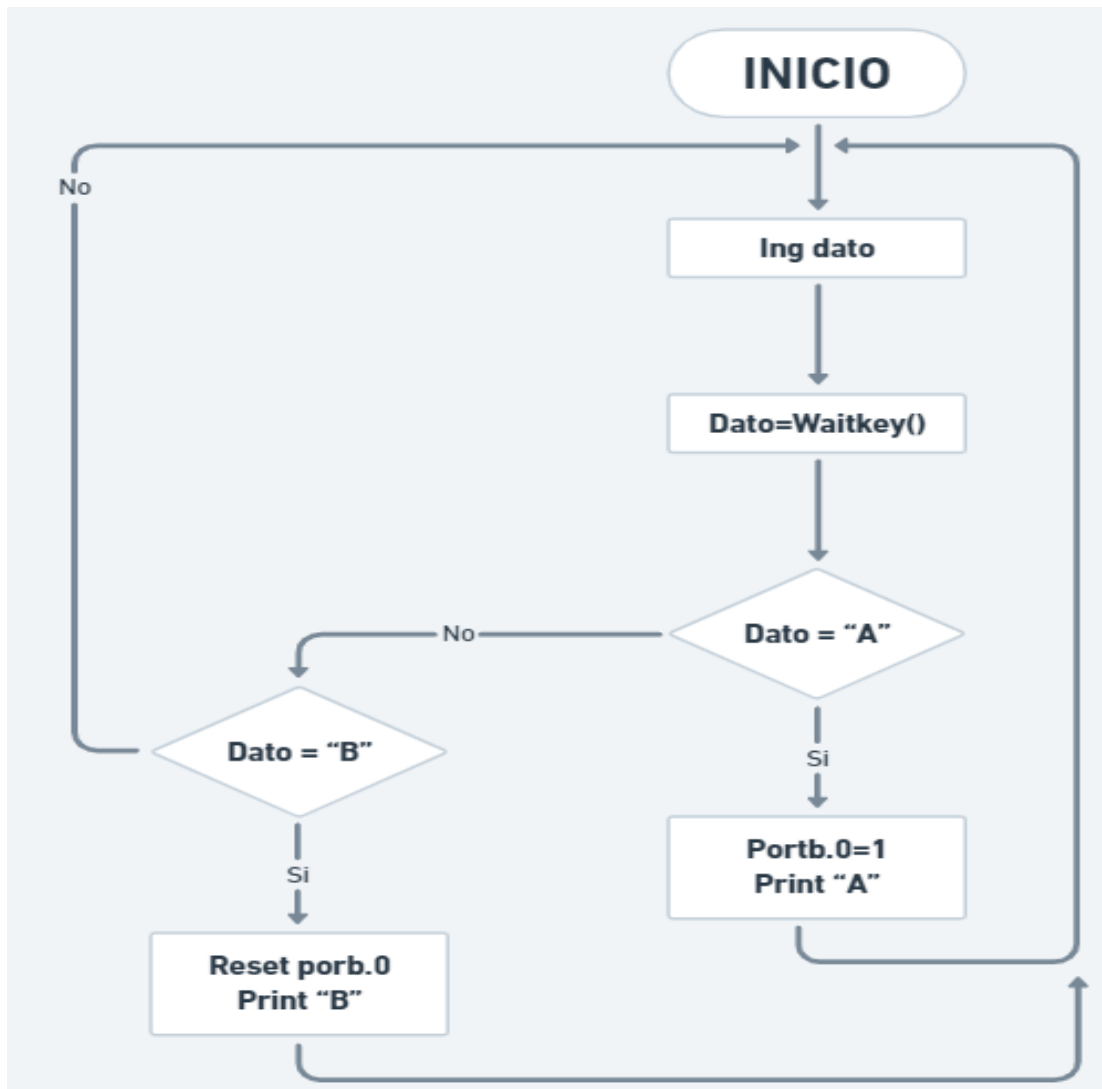 INICIO
No
Ing dato
Dato=Waitkey()
Dato = “A”
No
Dato = “B”
Si
Portb.0=1
Print “A”
Si
Reset porb.0
Print “B”